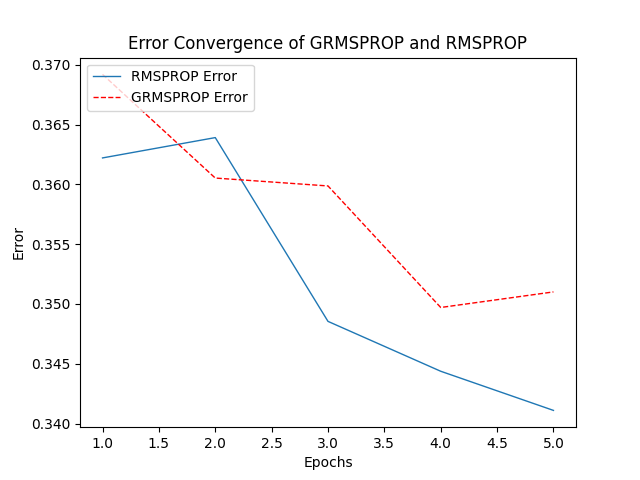 Error Convergence of GRMSPROP and RMSPROP
RMSPROP Error
GRMSPROP Error
0.370
0.365
0.360
0.355
0.350
0.345
0.340
Error
1.0 1.5 2.0 2.5 3.0 3.5 4.0 4.5 5.0
Epochs